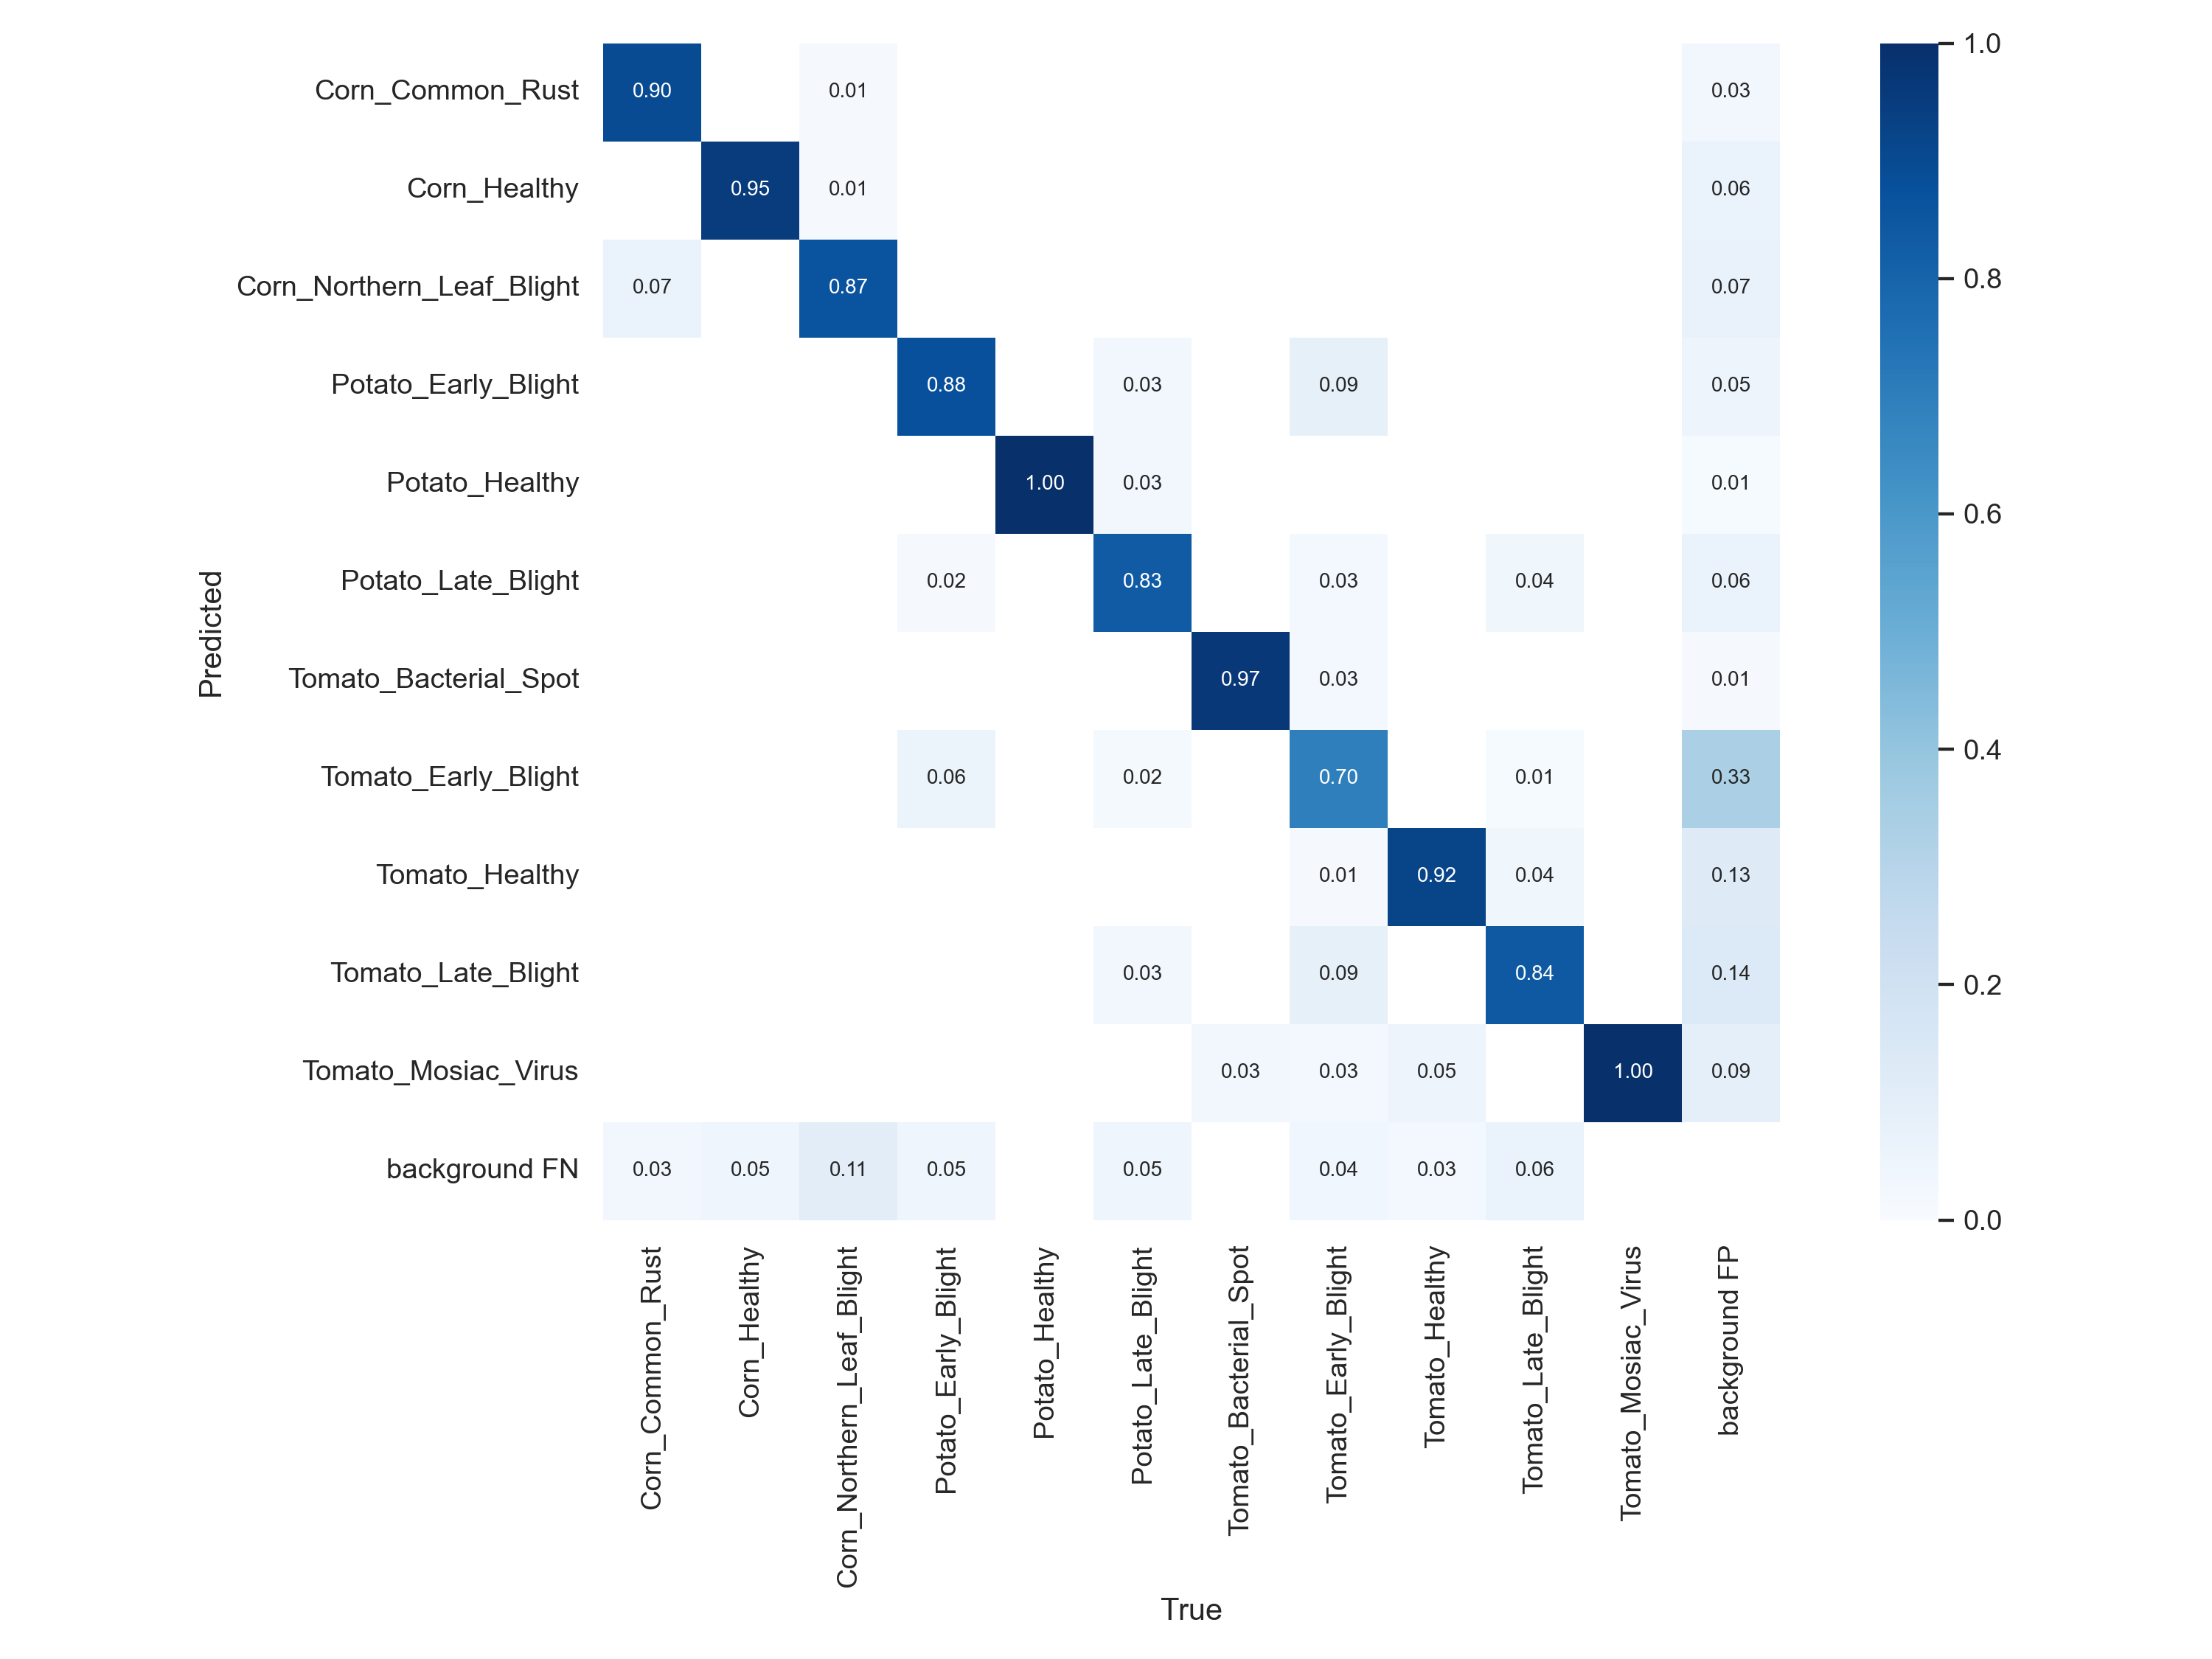 Corn_Common_Rust 0.90 0.01 0.03
Corn_Healthy 0.95 0.01 0.06
Corn_Northern_Leaf_Blight 0.07 0.87 0.07
Potato_Early_Blight 0.88 0.03 0.09 0.05
Potato_Healthy 1.00 0.03 0.01
Potato_Late_Blight 0.02 0.83 0.03 0.04 0.06
Tomato_Bacterial_Spot 0.97 0.03 0.01
Tomato_Early_Blight 0.06 0.02 0.70 0.01 0.33
Tomato_Healthy 0.01 0.92 0.04 0.13
Tomato_Late_Blight 0.03 0.09 0.84 0.14
Tomato_Mosiac_Virus 0.03 0.03 0.05 1.00 0.09
background FN 0.03 0.05 0.11 0.05 0.05 0.04 0.03 0.06
Predicted
Corn_Common_Rust
Corn_Healthy
Corn_Northern_Leaf_Blight
Potato_Early_Blight
Potato_Healthy
Potato_Late_Blight
Tomato_Bacterial_Spot
Tomato_Early_Blight
Tomato_Healthy
Tomato_Late_Blight
Tomato_Mosiac_Virus
background FP
True
1.0
0.8
0.6
0.4
0.2
0.0